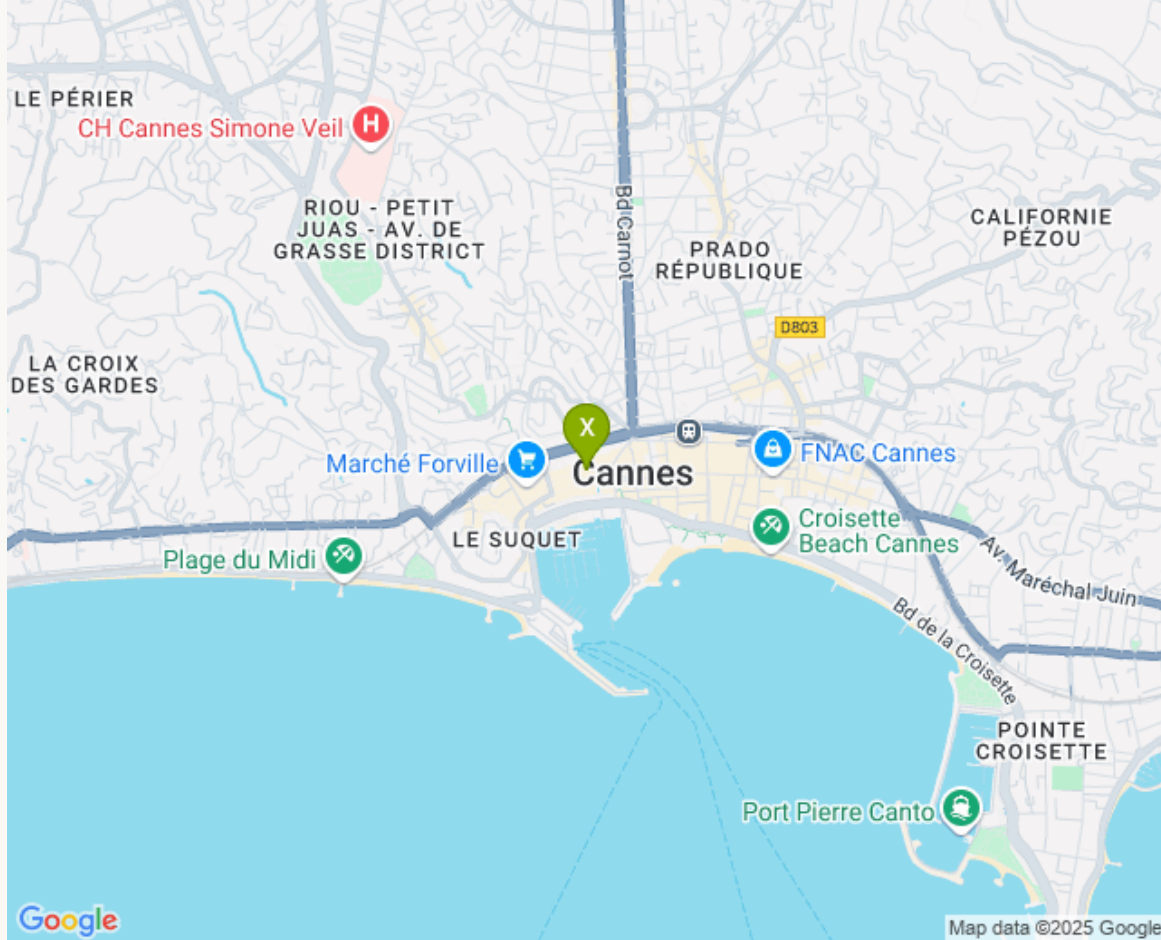 LE PÉRIER
CH Cannes Simone Veil
H
RIOU - PETIT
JUAS - AV. DE
GRASSE DISTRICT
Bd Carnot
PRADO
RÉPUBLIQUE
CALIFORNIE
PÉZOU
D803
LA CROIX
DES GARDES
X
Marché Forville
Cannes
FNAC Cannes
LE SUQUET
Croisette
Beach Cannes
Plage du Midi
Av. Maréchal Juin
Bd de la Croisette
POINTE
CROISETTE
Port Pierre Canto
Google
Map data ©2025 Google